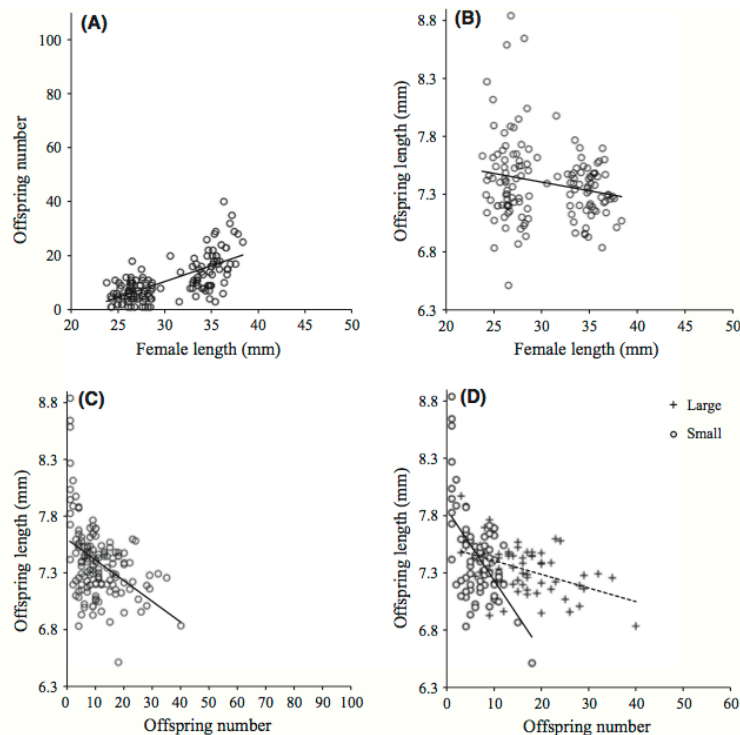 (A)
Offspring number
100
80
60
40
20
0
20 25 30 35 40 45 50
Female length (mm)
(B)
Offspring length (mm)
8.8
8.3
7.8
7.3
6.8
6.3
20 30 40 50
Female length (mm)
(C)
Offspring length (mm)
8.8
8.3
7.8
7.3
6.8
6.3
0 10 20 30 40 50 60 70 80 90 100
Offspring number
(D)
Large
Small
Offspring length (mm)
8.8
8.3
7.8
7.3
6.8
6.3
0 10 20 30 40 50 60
Offspring number